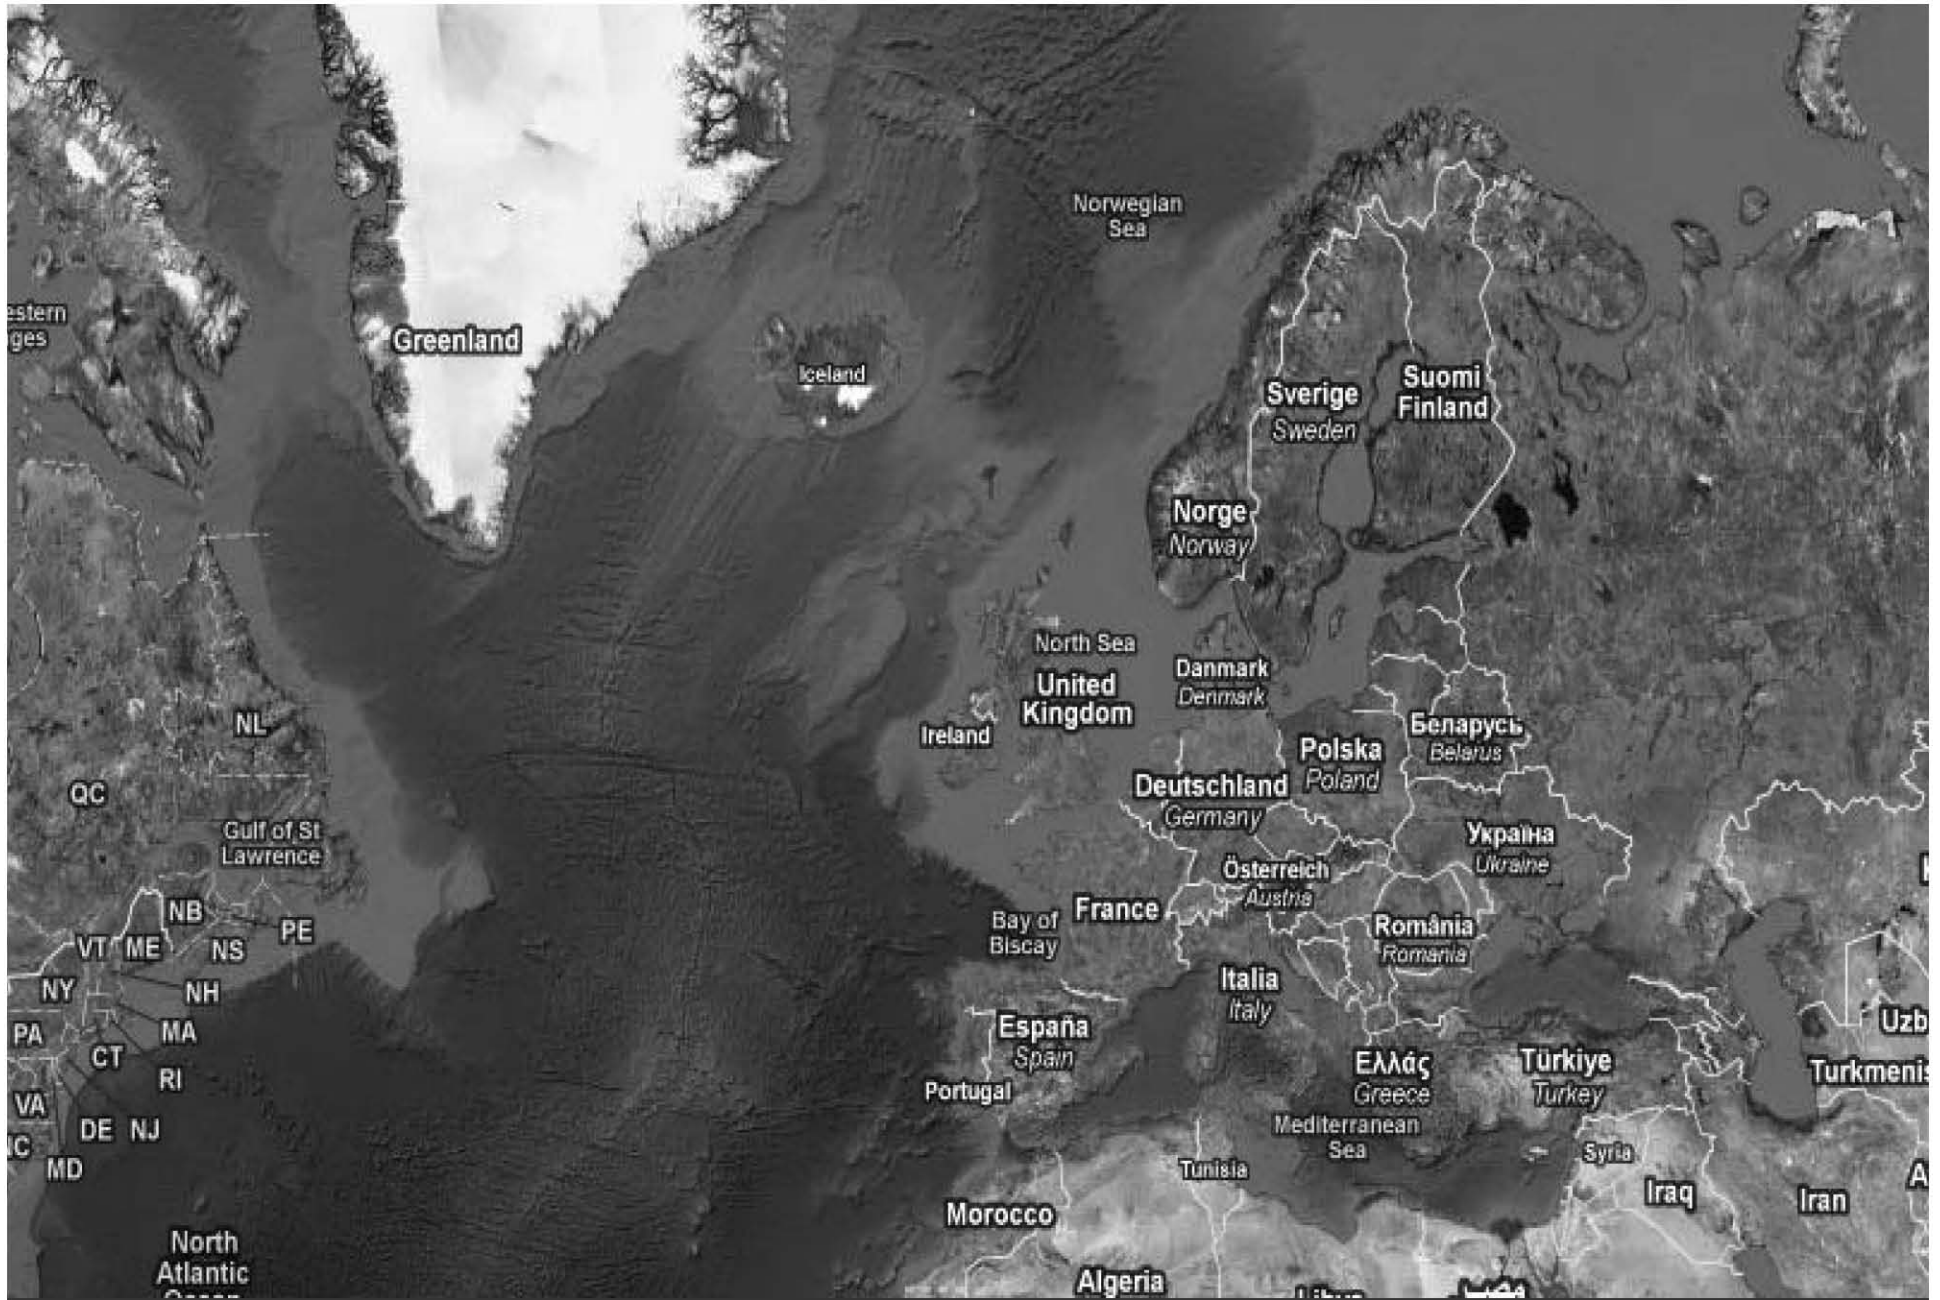 Norwegian
Sea
estern
ges
Greenland
Iceland
Suomi
Finland
Sverige
Sweden
Norge
Norway
North Sea
Danmark
Denmark
United
Kingdom
Ireland
NL
Беларусь
Belarus
Polska
Poland
QC
Deutschland
Germany
Україна
Ukraine
Gulf of St
Lawrence
Österreich
Austria
France
NB
PE
Bay of
Biscay
România
Romania
VT
ME
NS
NY
NH
Italia
Italy
España
Spain
PA
MA
CT
Uzb
Ελλάς
Greece
Türkiye
Turkey
Turkmenis
RI
Portugal
VA
DE
NJ
Mediterranean
Sea
NC
MD
Tunisia
Syria
Iraq
Iran
A
Morocco
North
Atlantic
Ocean
Algeria
Libya
مصر